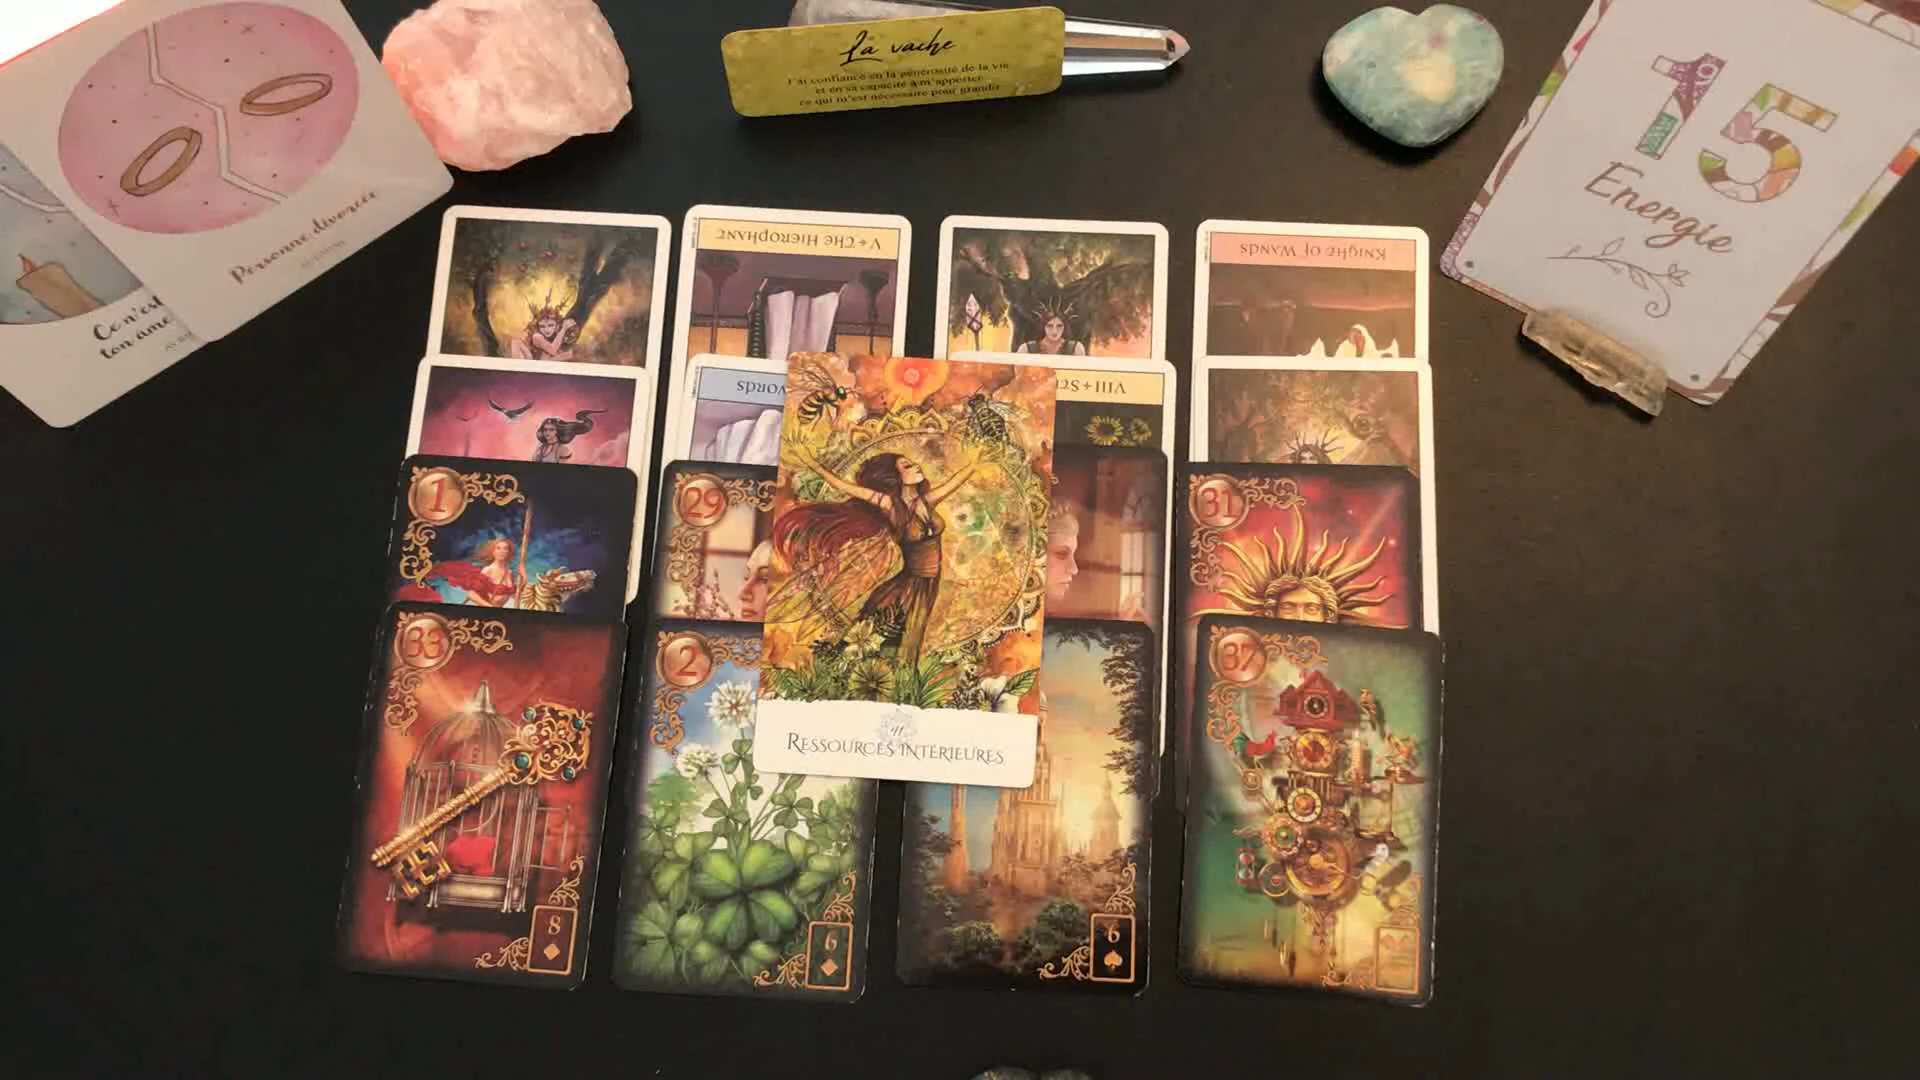 La vache
J'ai confiance en la générosité de la vie
et en sa capacité à m'apporter
ce qui m'est nécessaire pour grandir
Personne divorcée
Ce n'est
ton âme
15
Energie
V + The Hierophant
Knight of Wands
VIII + St
1
29
31
33
2
37
Ressources intérieures
8
6
6